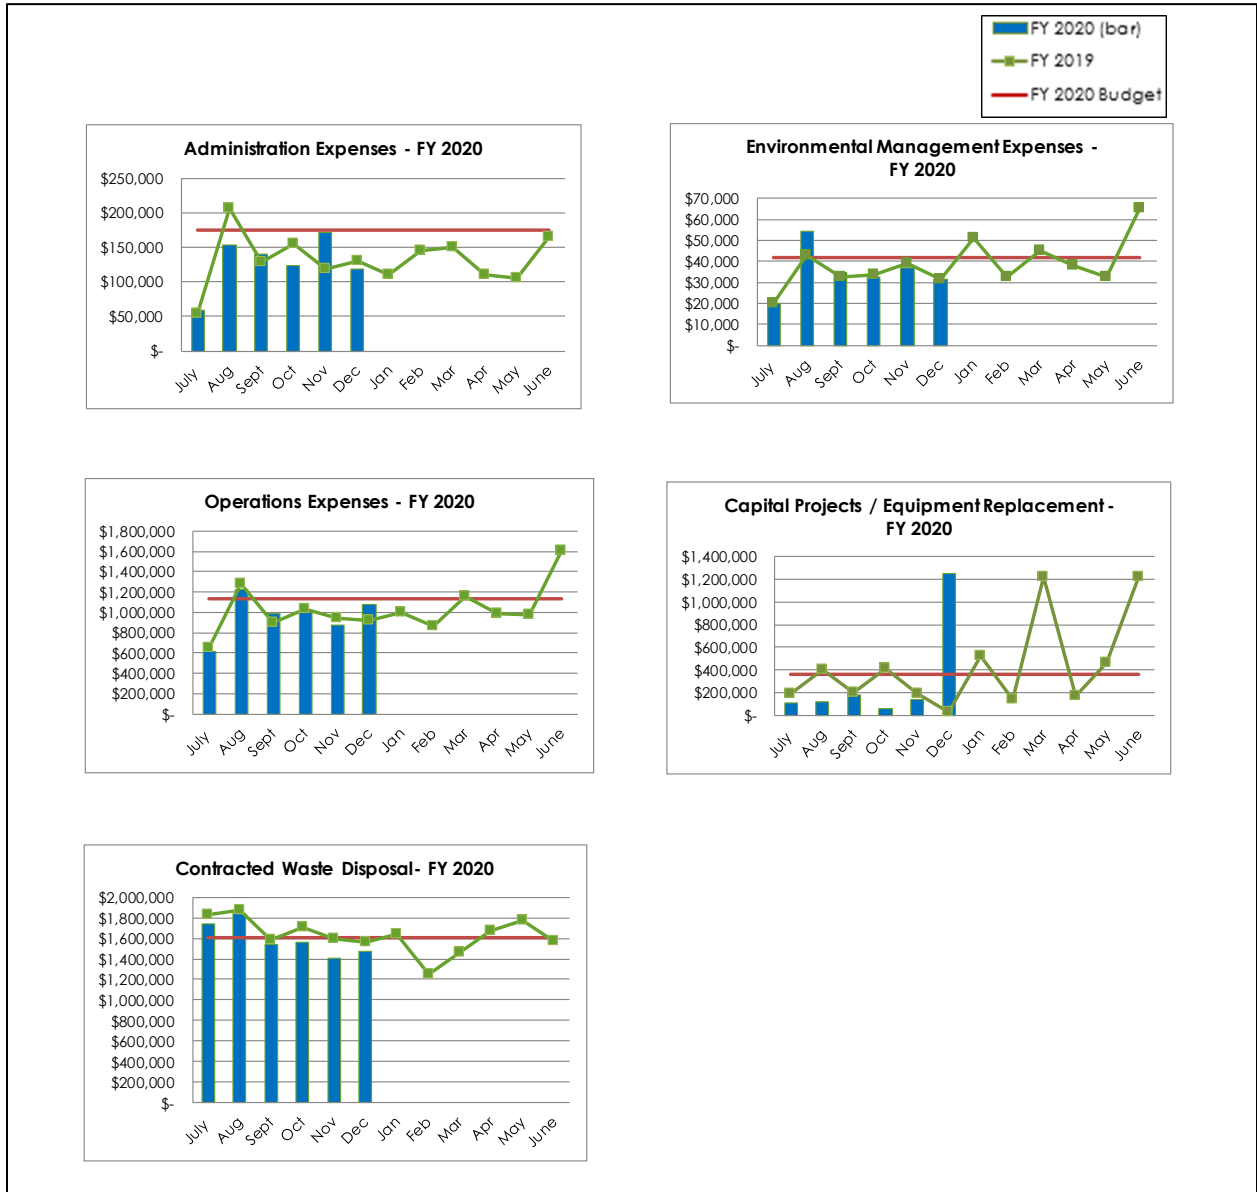 FY 2020 (bar)
FY 2019
FY 2020 Budget
Administration Expenses - FY 2020
$250,000
$200,000
$150,000
$100,000
$50,000
$-
July Aug Sept Oct Nov Dec Jan Feb Mar Apr May June
Environmental Management Expenses -
FY 2020
$70,000
$60,000
$50,000
$40,000
$30,000
$20,000
$10,000
$-
July Aug Sept Oct Nov Dec Jan Feb Mar Apr May June
Operations Expenses - FY 2020
$1,800,000
$1,600,000
$1,400,000
$1,200,000
$1,000,000
$800,000
$600,000
$400,000
$200,000
$-
July Aug Sept Oct Nov Dec Jan Feb Mar Apr May June
Capital Projects / Equipment Replacement -
FY 2020
$1,400,000
$1,200,000
$1,000,000
$800,000
$600,000
$400,000
$200,000
$-
July Aug Sept Oct Nov Dec Jan Feb Mar Apr May June
Contracted Waste Disposal- FY 2020
$2,000,000
$1,800,000
$1,600,000
$1,400,000
$1,200,000
$1,000,000
$800,000
$600,000
$400,000
$200,000
$-
July Aug Sept Oct Nov Dec Jan Feb Mar Apr May June